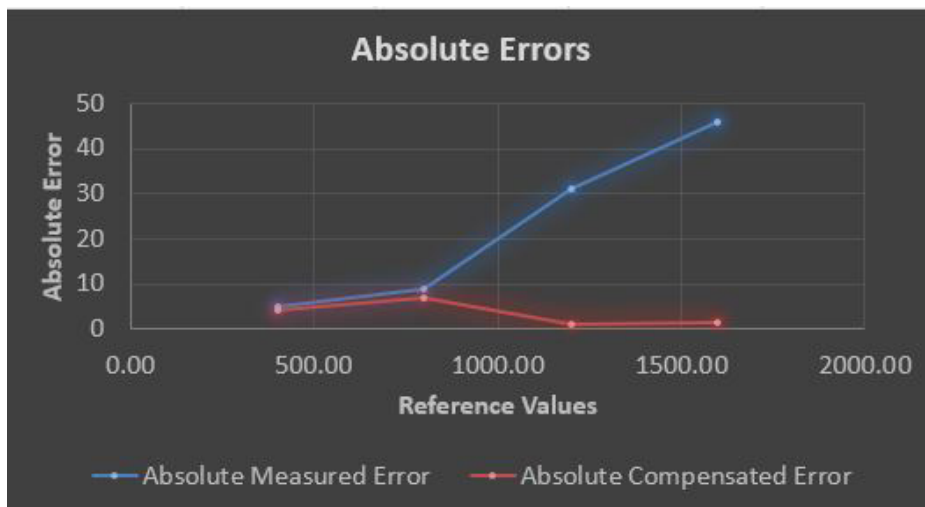 Absolute Errors
Absolute Error
50
40
30
20
10
0
0.00 500.00 1000.00 1500.00 2000.00
Reference Values
Absolute Measured Error Absolute Compensated Error